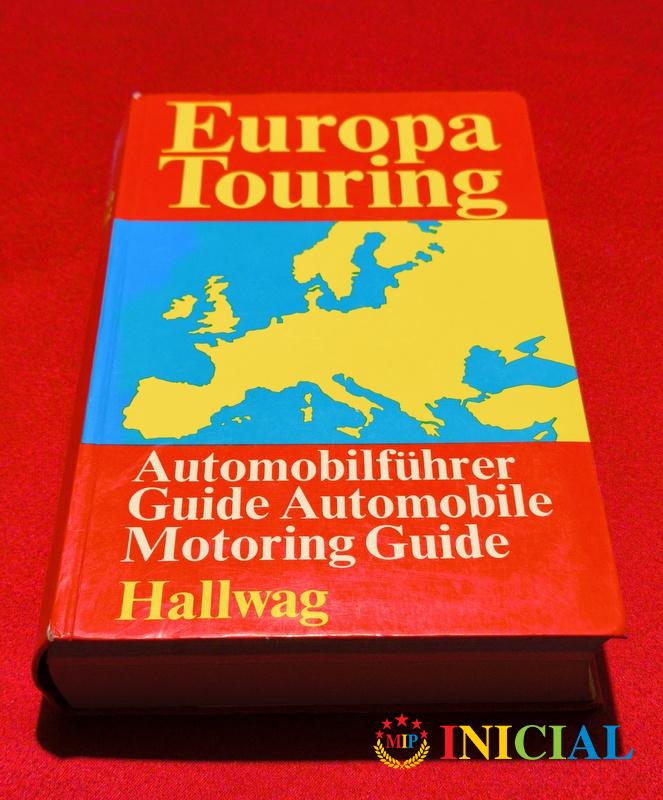 Europa
Touring
Automobilführer
Guide Automobile
Motoring Guide
Hallwag
MIP INICIAL